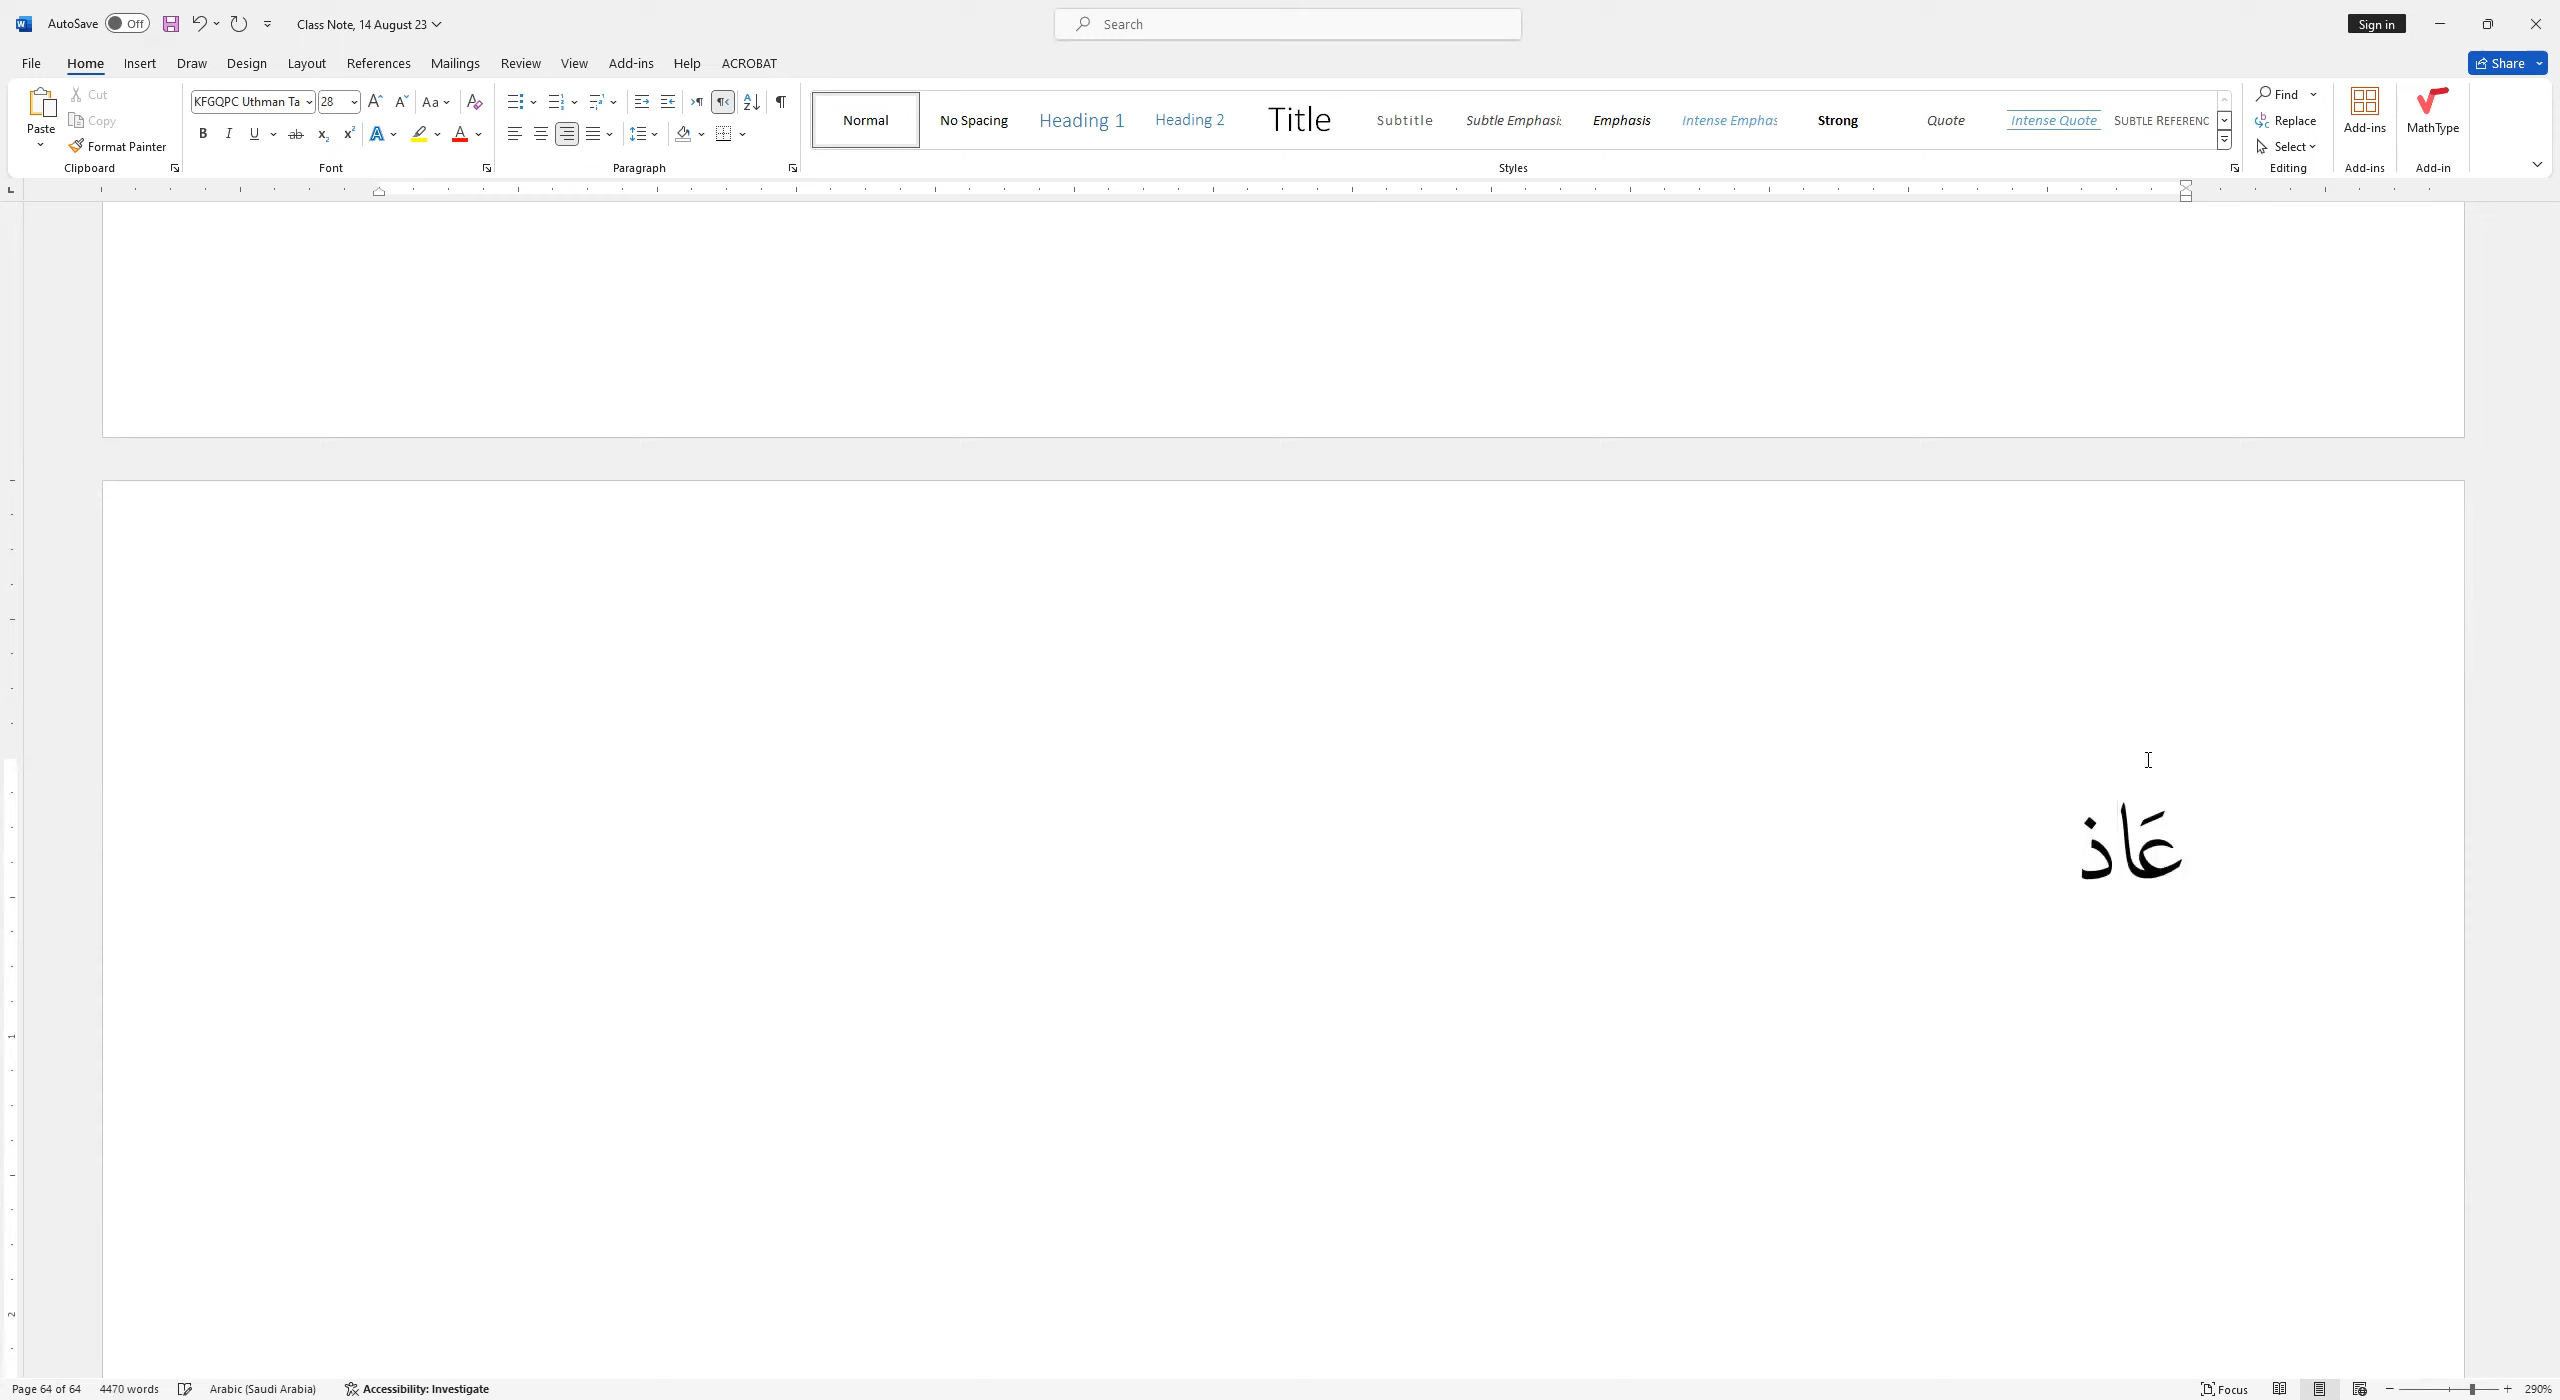 AutoSave Off Class Note, 14 August 23 Search Sign in
File Home Insert Draw Design Layout References Mailings Review View Add-ins Help ACROBAT Share
Paste Cut Copy Format Painter Clipboard
KFGQPC Uthman Ta 28 Font
Paragraph
Normal No Spacing Heading 1 Heading 2 Title Subtitle Subtle Emphasis Emphasis Intense Emphas Strong Quote Intense Quote SUBTLE REFERENC
Styles
Find Replace Select Editing
Add-ins Add-ins
MathType Add-in
عَاذ
1
2
Page 64 of 64 4470 words Arabic (Saudi Arabia) Accessibility: Investigate Focus 290%